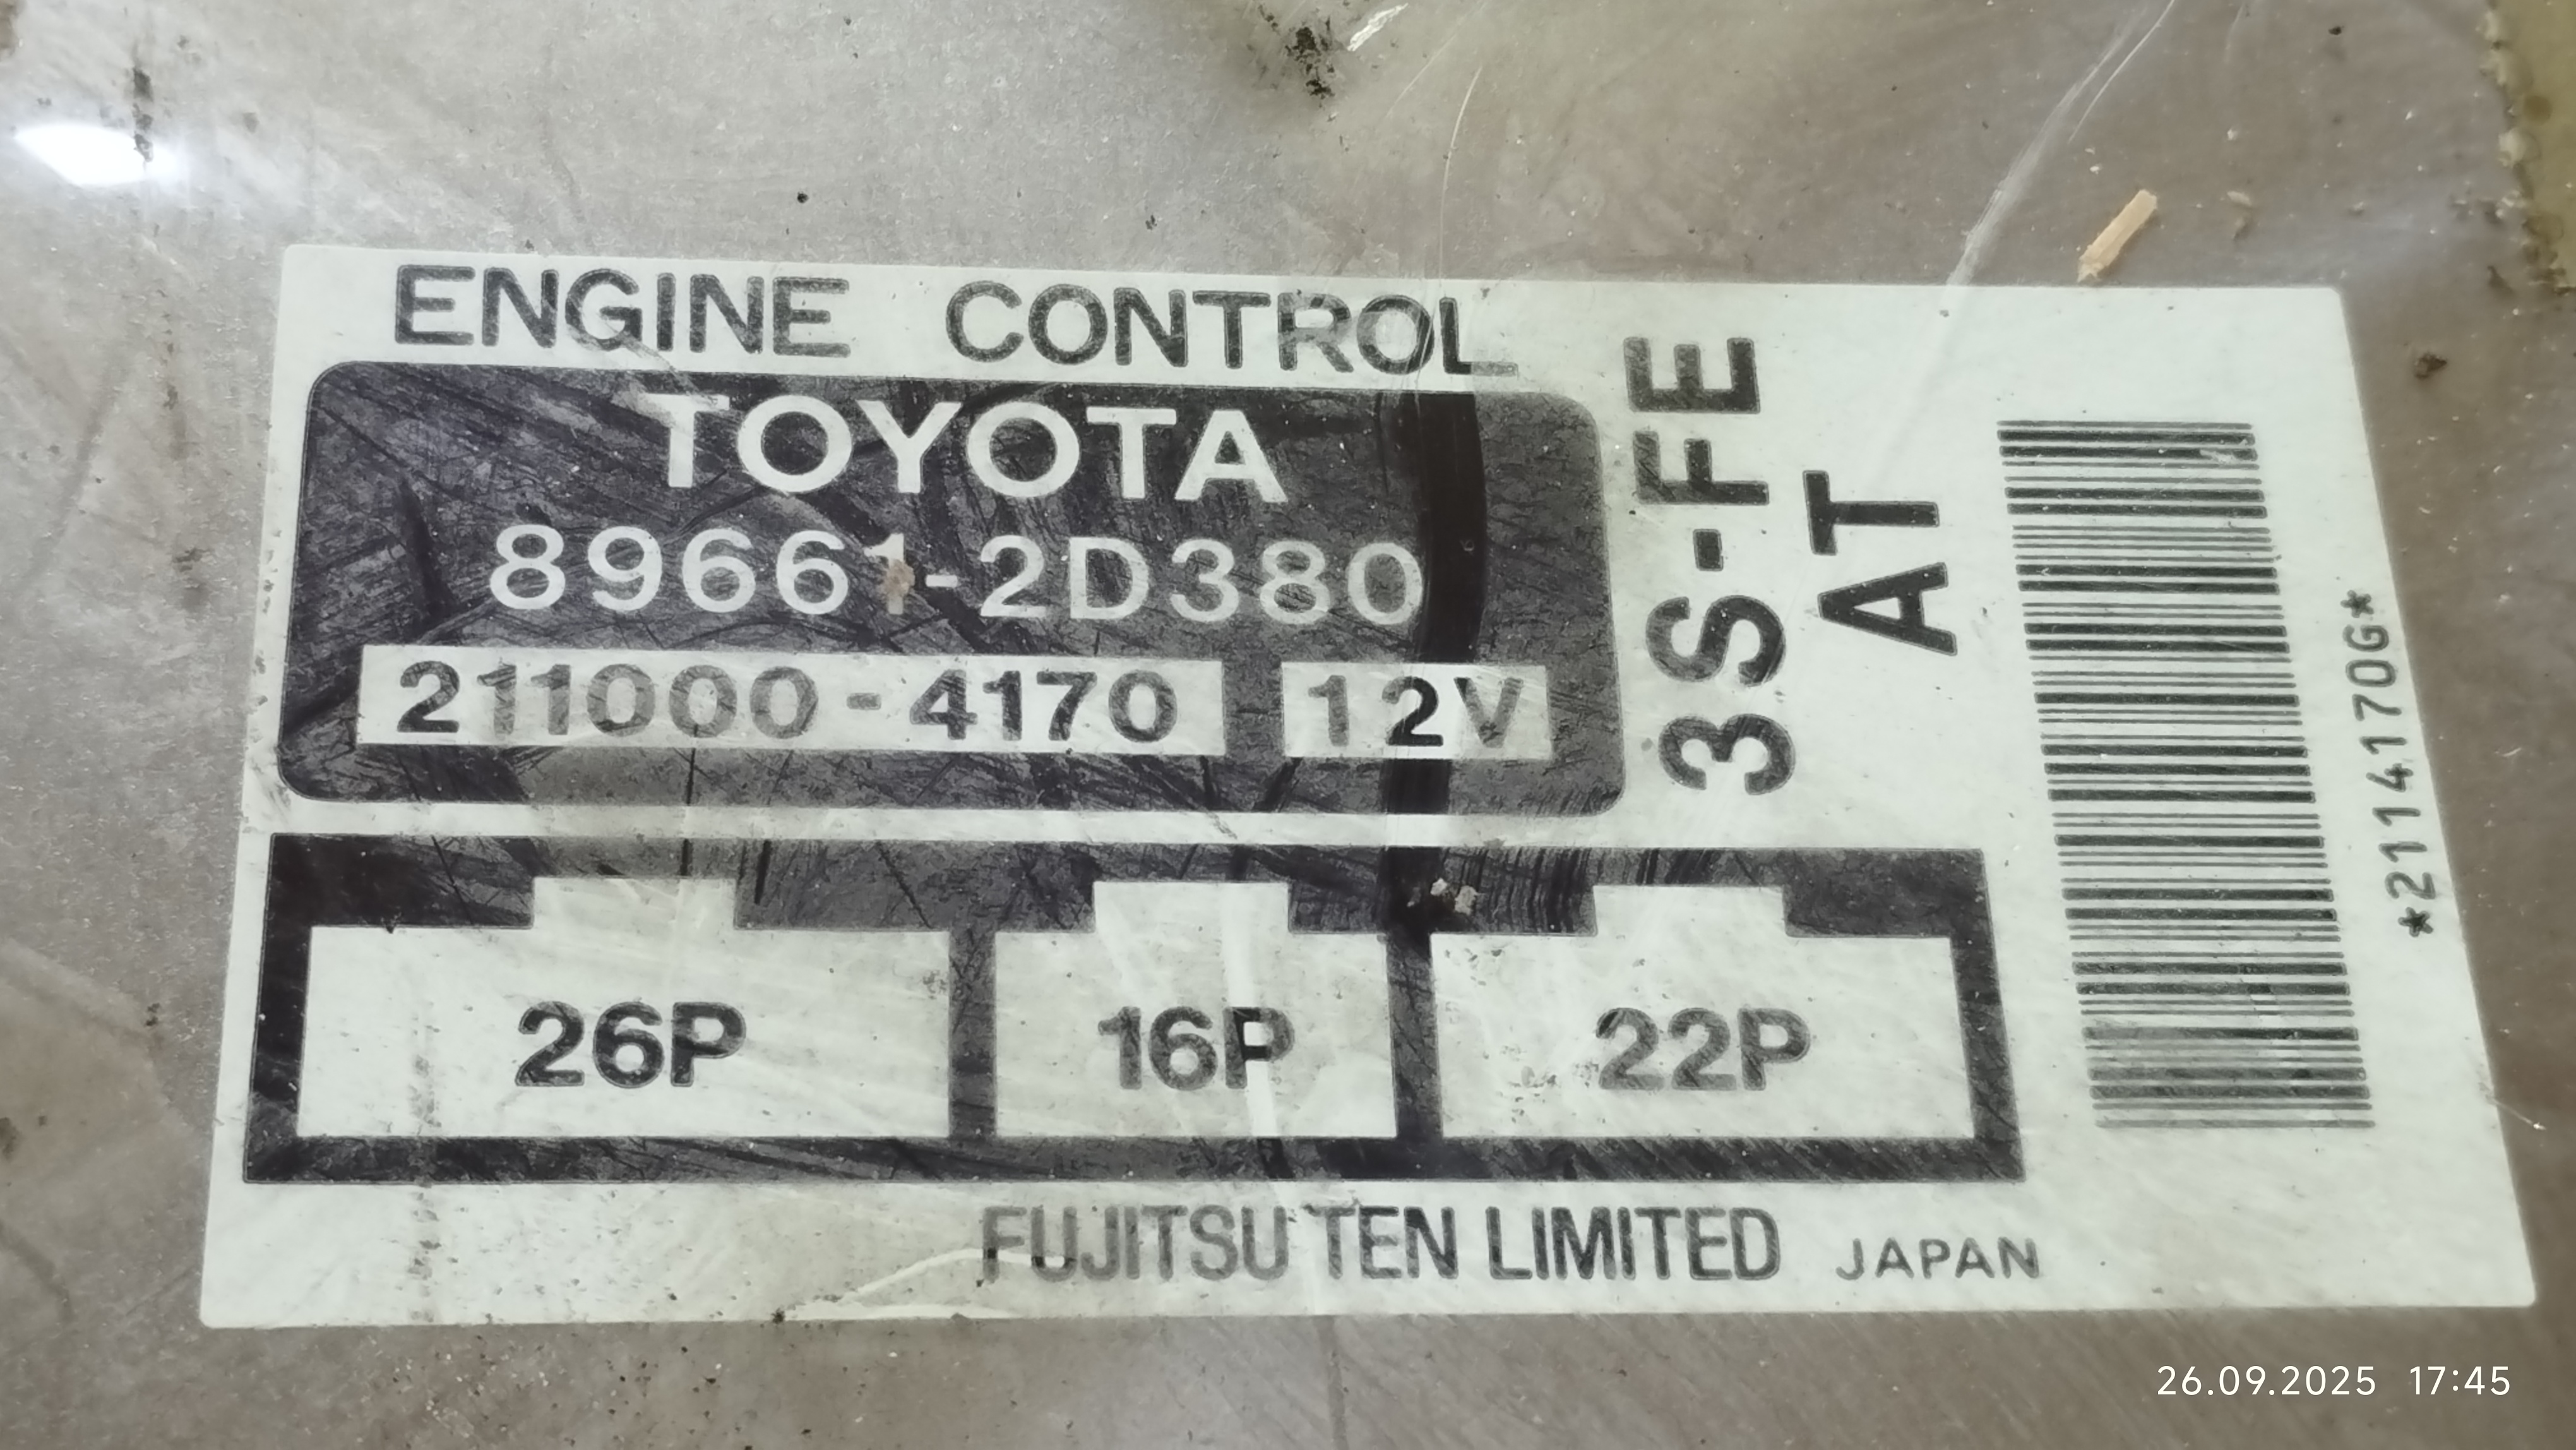 ENGINE CONTROL
TOYOTA
89661-2D380
211000-4170 12V
3S-FE
AT
*21141170G*
26P 16P 22P
FUJITSU TEN LIMITED JAPAN
26.09.2025 17:45